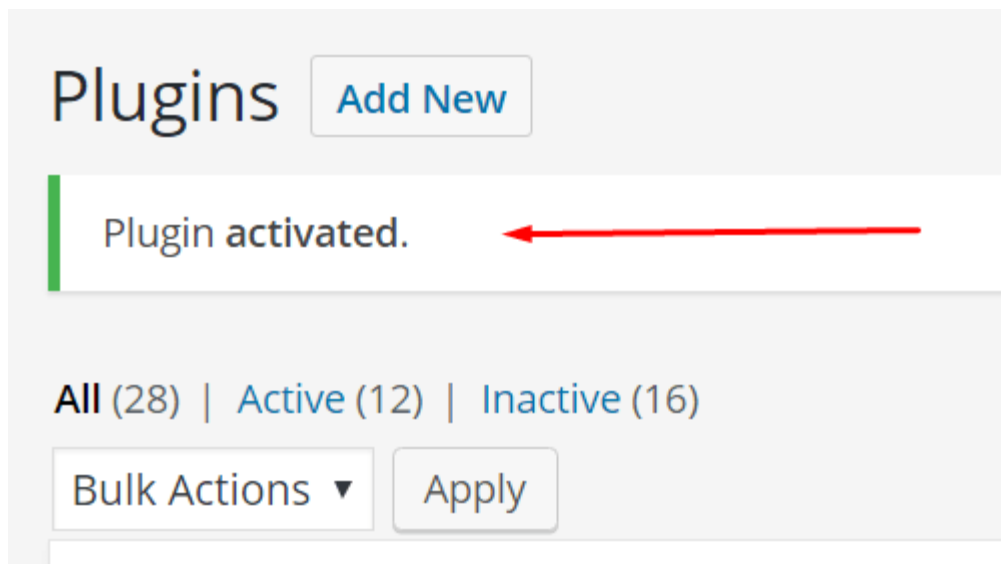 Plugins Add New
Plugin activated.
All (28) | Active (12) | Inactive (16)
Bulk Actions ▼ Apply